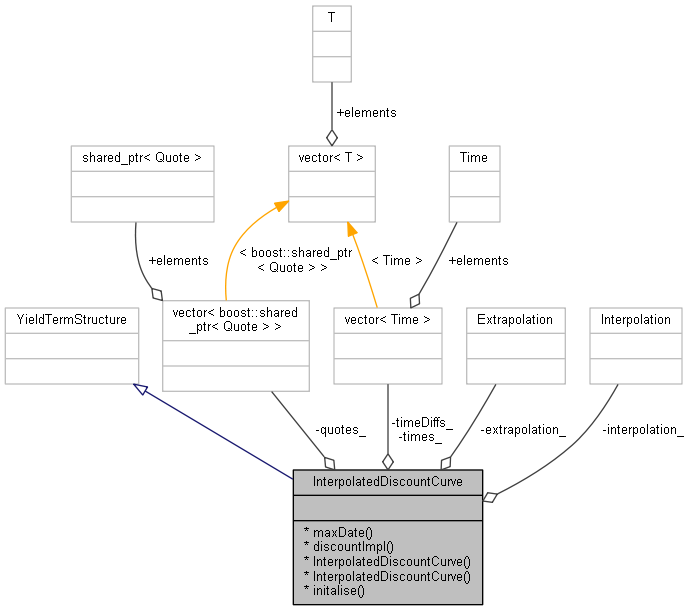 T
+elements
shared_ptr< Quote >
vector< T >
Time
+elements
< boost::shared_ptr
< Quote > >
< Time >
+elements
YieldTermStructure
vector< boost::shared
_ptr< Quote > >
vector< Time >
Extrapolation
Interpolation
-quotes_
-timeDiffs_
-times_
-extrapolation_
-interpolation_
InterpolatedDiscountCurve
* maxDate()
* discountImpl()
* InterpolatedDiscountCurve()
* InterpolatedDiscountCurve()
* initalise()